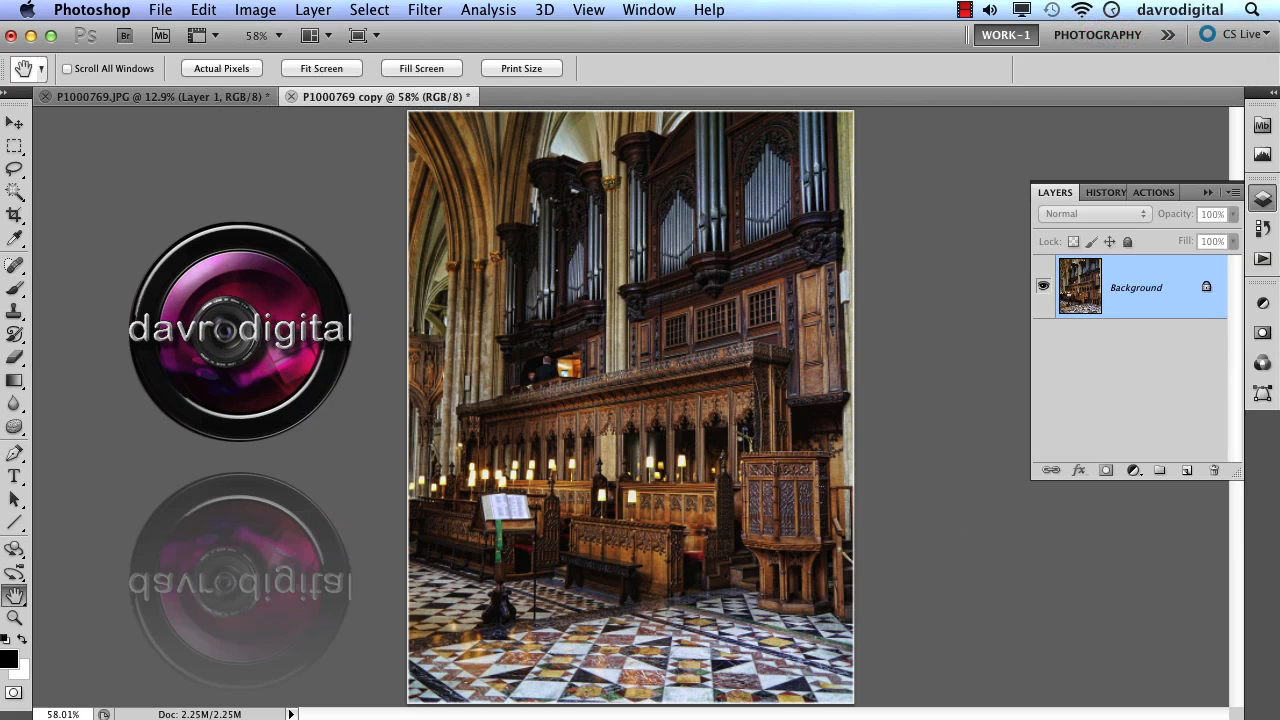 Photoshop File Edit Image Layer Select Filter Analysis 3D View Window Help davrodigital
Ps Br Mb 58% WORK-1 PHOTOGRAPHY CS Live
Scroll All Windows Actual Pixels Fit Screen Fill Screen Print Size
P1000769.JPG @ 12.9% (Layer 1, RGB/8) * P1000769 copy @ 58% (RGB/8) *
Mb
LAYERS HISTORY ACTIONS
Normal Opacity: 100%
Lock: Fill: 100%
Background
davrodigital
davrodigital
fx
T
58.01% Doc: 2.25M/2.25M